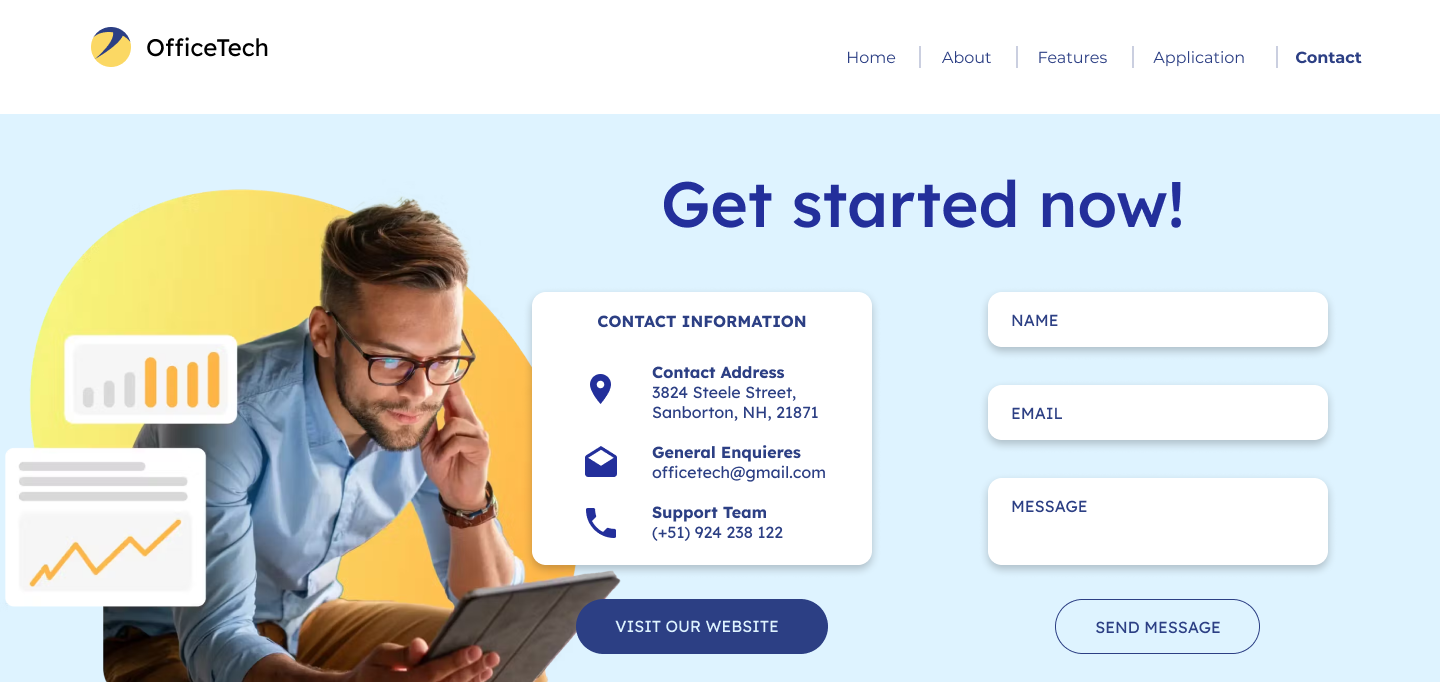 OfficeTech
Home
About
Features
Application
Contact
Get started now!
CONTACT INFORMATION
Contact Address
3824 Steele Street,
Sanborton, NH, 21871
General Enquieres
officetech@gmail.com
Support Team
(+51) 924 238 122
VISIT OUR WEBSITE
NAME
EMAIL
MESSAGE
SEND MESSAGE